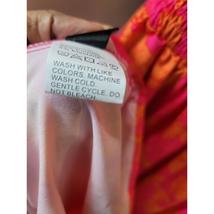 WASH WITH LIKE
COLORS. MACHINE
WASH COLD.
GENTLE CYCLE. DO
NOT BLEACH